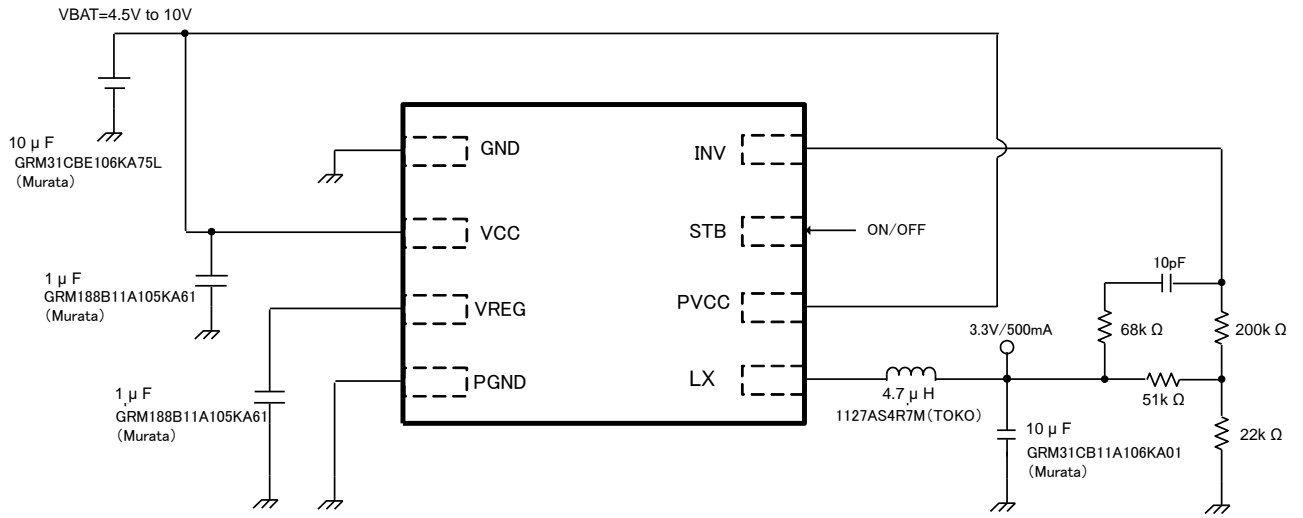 VBAT=4.5V to 10V
10 μ F
GRM31CBE106KA75L
(Murata)
GND
VCC
VREG
PGND
INV
STB
PVCC
LX
ON/OFF
1 μ F
GRM188B11A105KA61
(Murata)
1 μ F
GRM188B11A105KA61
(Murata)
10pF
68k Ω
200k Ω
3.3V/500mA
51k Ω
4.7 μ H
1127AS4R7M(TOKO)
10 μ F
GRM31CB11A106KA01
(Murata)
22k Ω